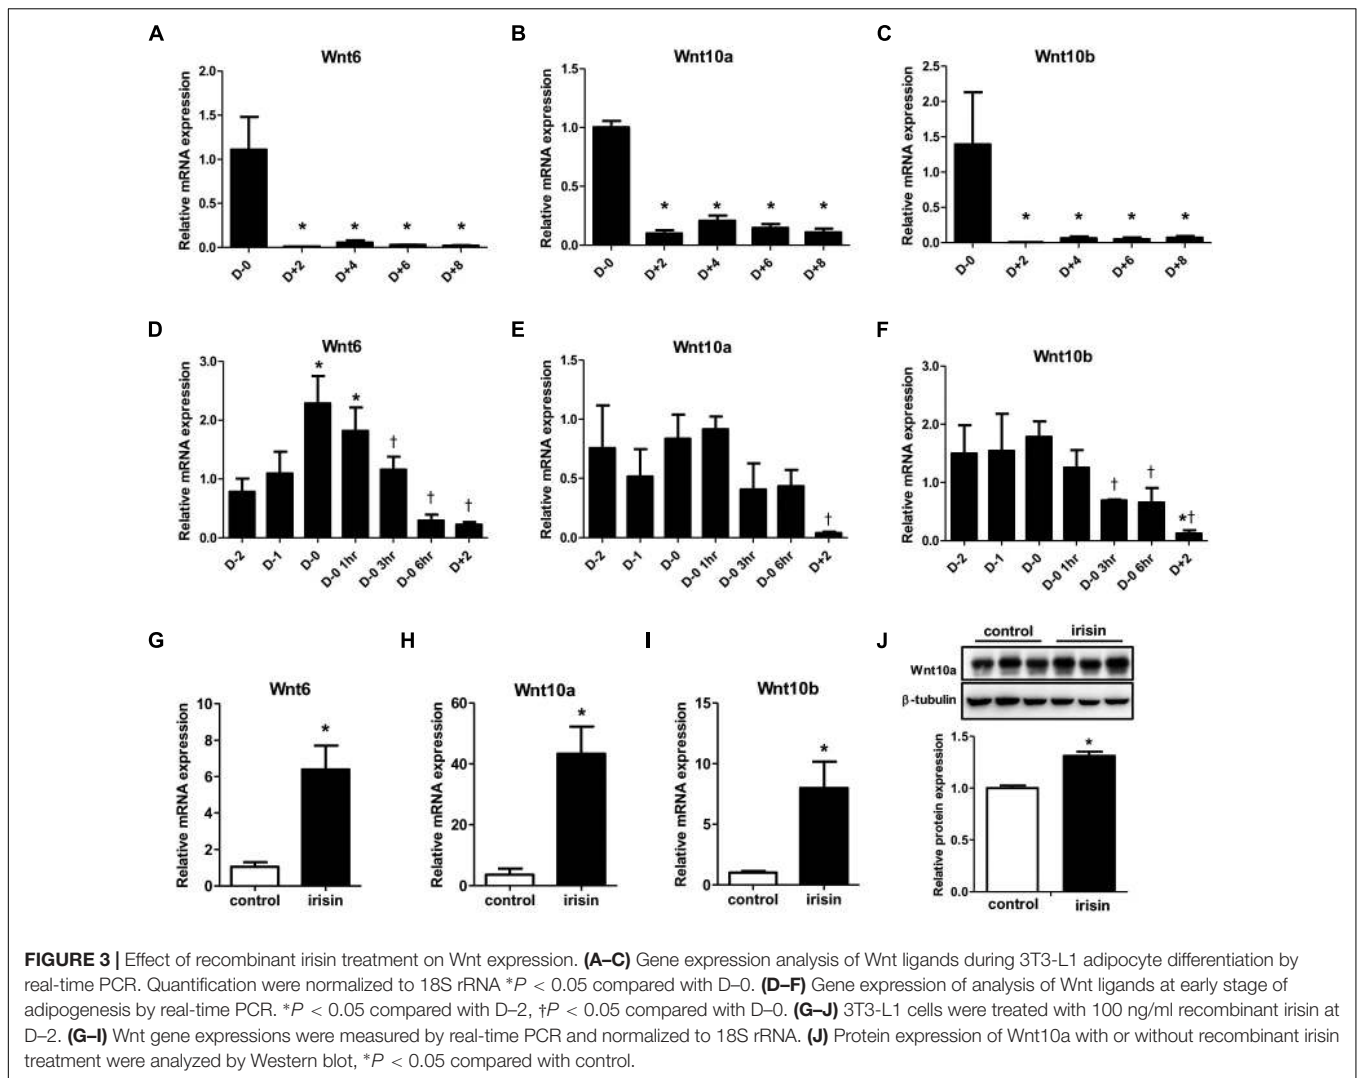 A
Wnt6
Relative mRNA expression
2.0
1.5
1.0
0.5
0.0
* * * *
D-0 D+2 D+4 D+6 D+8
B
Wnt10a
Relative mRNA expression
1.5
1.0
0.5
0.0
* * * *
D-0 D+2 D+4 D+6 D+8
C
Wnt10b
Relative mRNA expression
2.5
2.0
1.5
1.0
0.5
0.0
* * * *
D-0 D+2 D+4 D+6 D+8
D
Wnt6
Relative mRNA expression
3.0
2.0
1.0
0.0
* * † † †
D-2 D-1 D-0 D-0 1hr D-0 3hr D-0 6hr D+2
E
Wnt10a
Relative mRNA expression
1.5
1.0
0.5
0.0
†
D-2 D-1 D-0 D-0 1hr D-0 3hr D-0 6hr D+2
F
Wnt10b
Relative mRNA expression
3.0
2.0
1.0
0.0
† † *†
D-2 D-1 D-0 D-0 1hr D-0 3hr D-0 6hr D+2
G
Wnt6
Relative mRNA expression
10
8
6
4
2
0
*
control irisin
H
Wnt10a
Relative mRNA expression
60
40
20
0
*
control irisin
I
Wnt10b
Relative mRNA expression
15
10
5
0
*
control irisin
J
control irisin
Wnt10a
β-tubulin
Relative protein expression
1.5
1.0
0.5
0.0
*
control irisin
FIGURE 3 | Effect of recombinant irisin treatment on Wnt expression. (A–C) Gene expression analysis of Wnt ligands during 3T3-L1 adipocyte differentiation by
real-time PCR. Quantification were normalized to 18S rRNA *P < 0.05 compared with D–0. (D–F) Gene expression of analysis of Wnt ligands at early stage of
adipogenesis by real-time PCR. *P < 0.05 compared with D–2, †P < 0.05 compared with D–0. (G–J) 3T3-L1 cells were treated with 100 ng/ml recombinant irisin at
D–2. (G–I) Wnt gene expressions were measured by real-time PCR and normalized to 18S rRNA. (J) Protein expression of Wnt10a with or without recombinant irisin
treatment were analyzed by Western blot, *P < 0.05 compared with control.